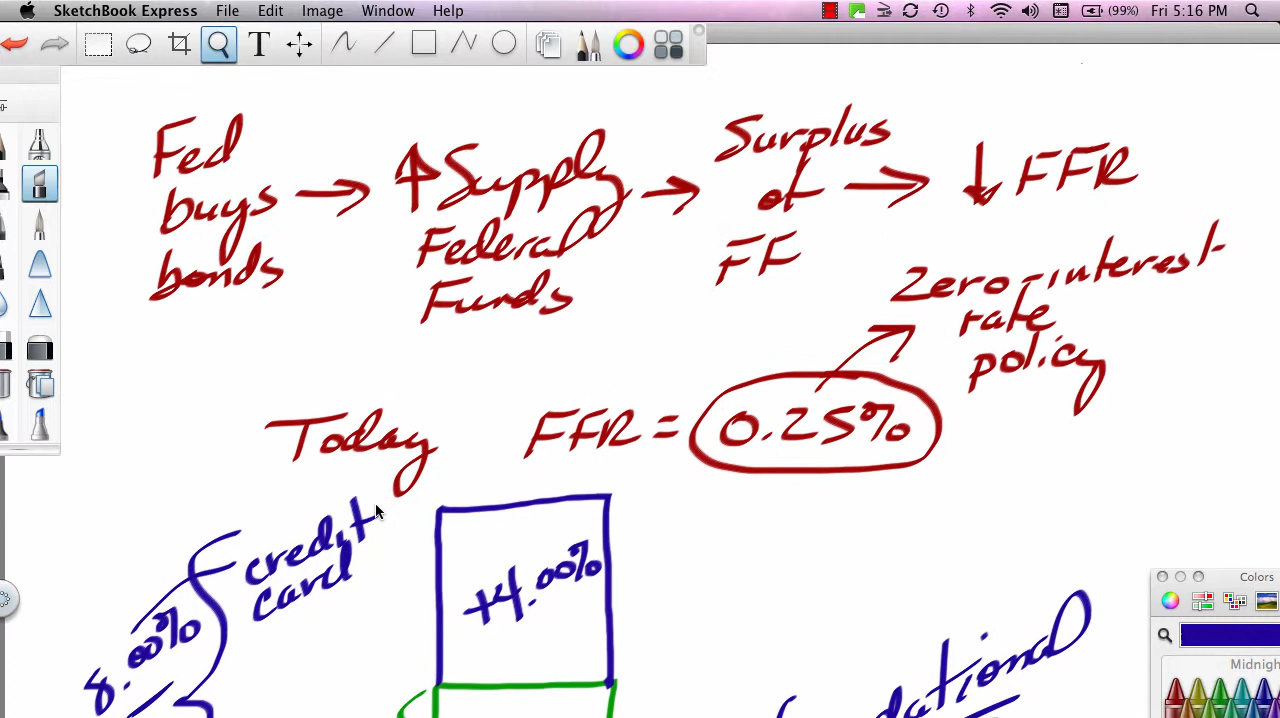 SketchBook Express File Edit Image Window Help (99%) Fri 5:16 PM
T
Fed
buys
bonds
↑ Supply
Federal
Funds
Surplus
of
FF
↓ FFR
Zero-interest
rate
policy
Today FFR = 0.25%
credit
card
8.00%
+4.00%
Colors
Midnigh